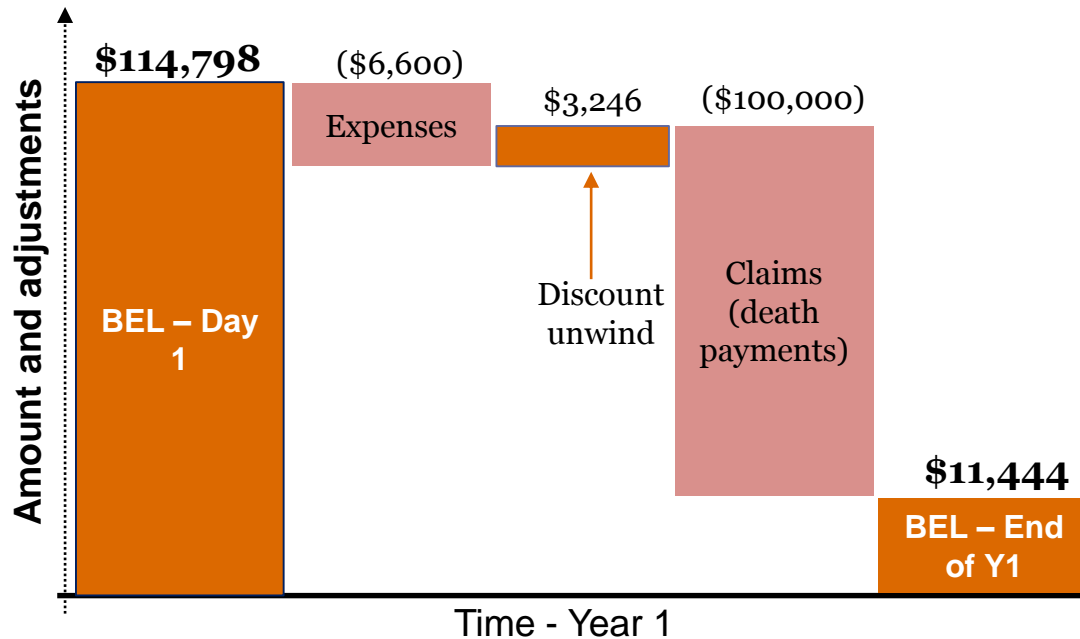 Amount and adjustments
$114,798
BEL – Day
1
($6,600)
Expenses
$3,246
Discount
unwind
($100,000)
Claims
(death
payments)
$11,444
BEL – End
of Y1
Time - Year 1